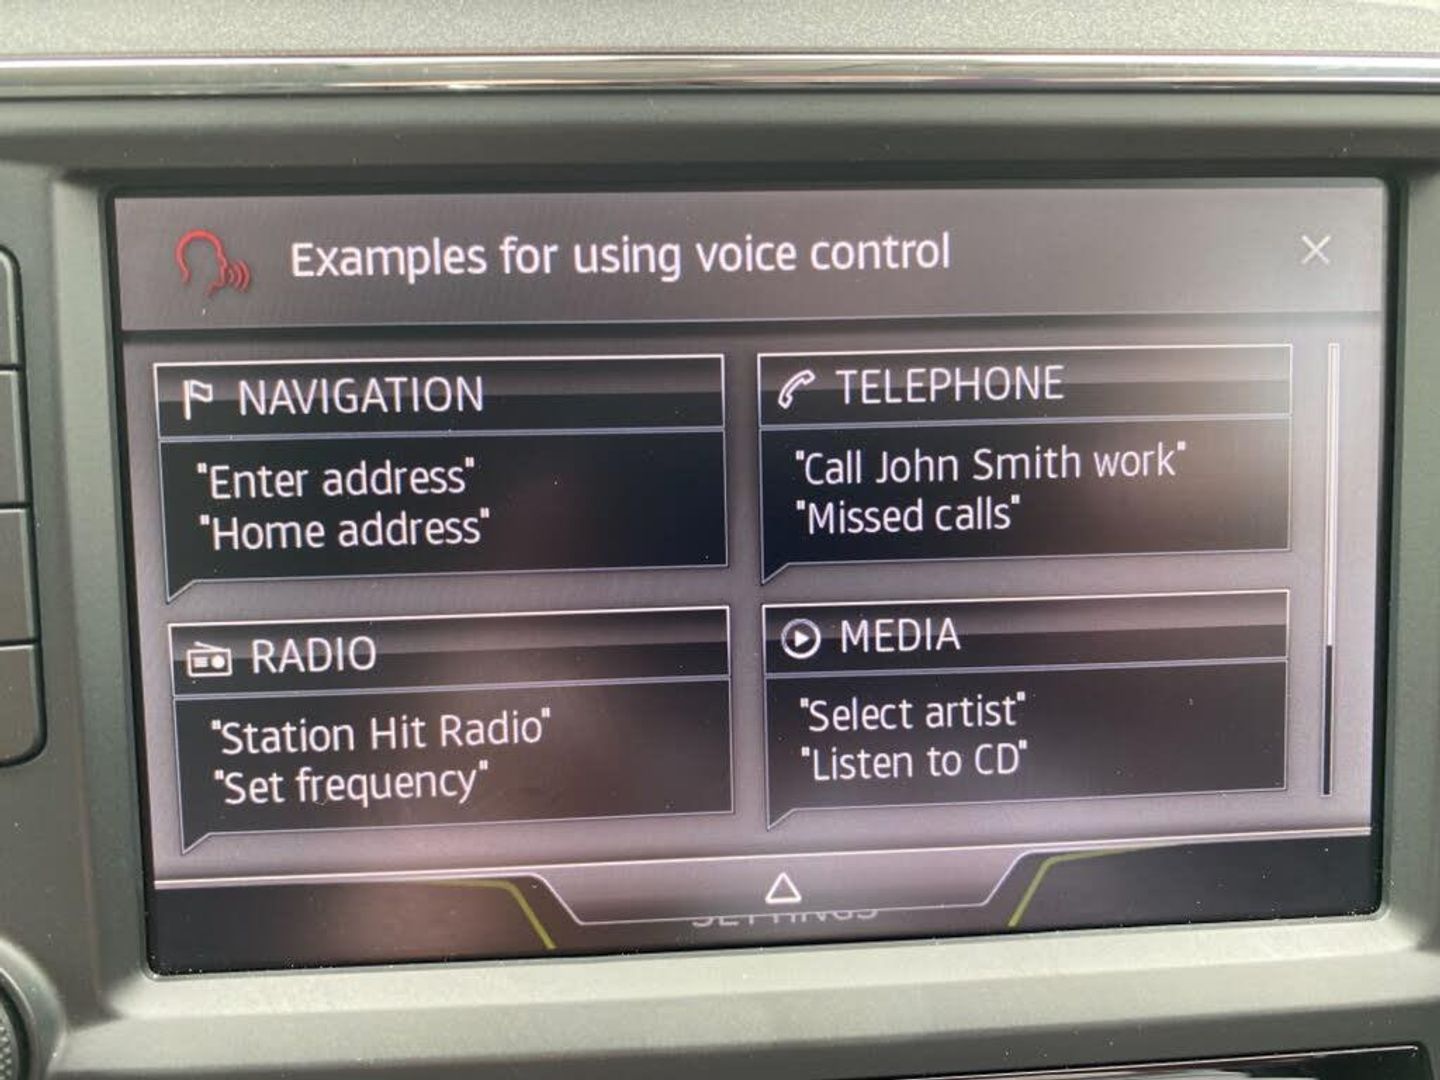 Examples for using voice control
NAVIGATION
"Enter address"
"Home address"
TELEPHONE
"Call John Smith work"
"Missed calls"
RADIO
"Station Hit Radio"
"Set frequency"
MEDIA
"Select artist"
"Listen to CD"
SETTINGS